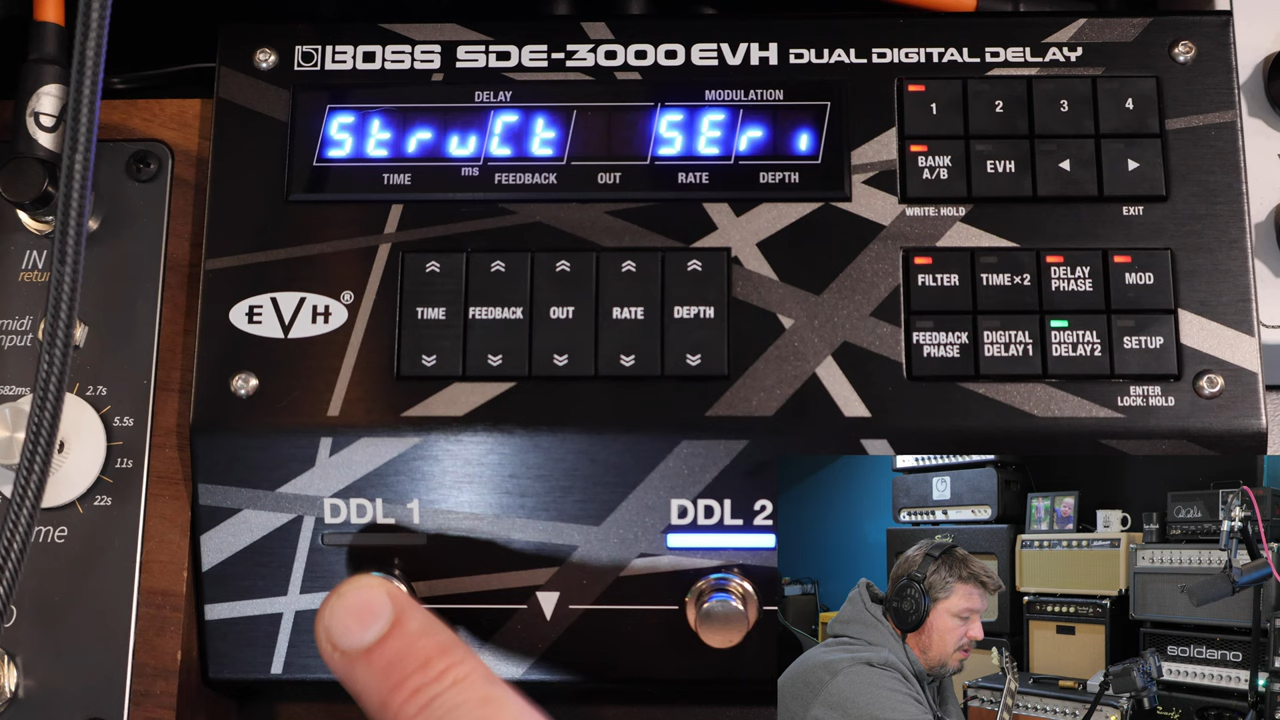 BOSS SDE-3000EVH DUAL DIGITAL DELAY
DELAY MODULATION
StruCt SEri
TIME ms FEEDBACK OUT RATE DEPTH
1 2 3 4
BANK A/B EVH
WRITE: HOLD EXIT
EVH®
TIME FEEDBACK OUT RATE DEPTH
FILTER TIME×2 DELAY PHASE MOD
FEEDBACK PHASE DIGITAL DELAY 1 DIGITAL DELAY 2 SETUP
ENTER
LOCK: HOLD
DDL 1 DDL 2
IN
midi
input
682ms 2.7s
5.5s
11s
22s
soldano